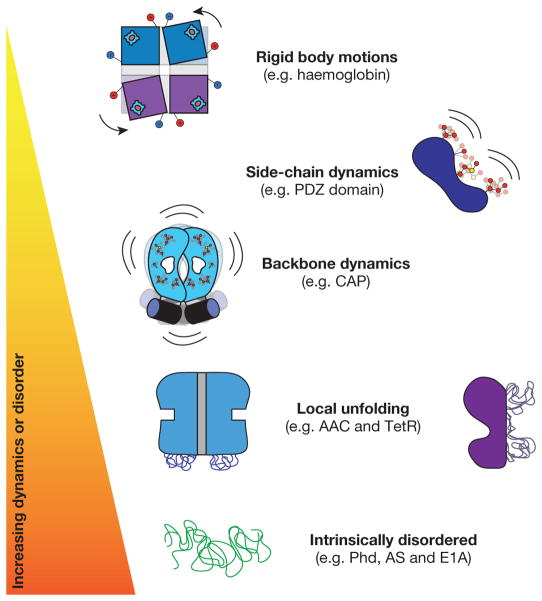 Rigid body motions
(e.g. haemoglobin)
Side-chain dynamics
(e.g. PDZ domain)
Backbone dynamics
(e.g. CAP)
Local unfolding
(e.g. AAC and TetR)
Intrinsically disordered
(e.g. Phd, AS and E1A)
Increasing dynamics or disorder